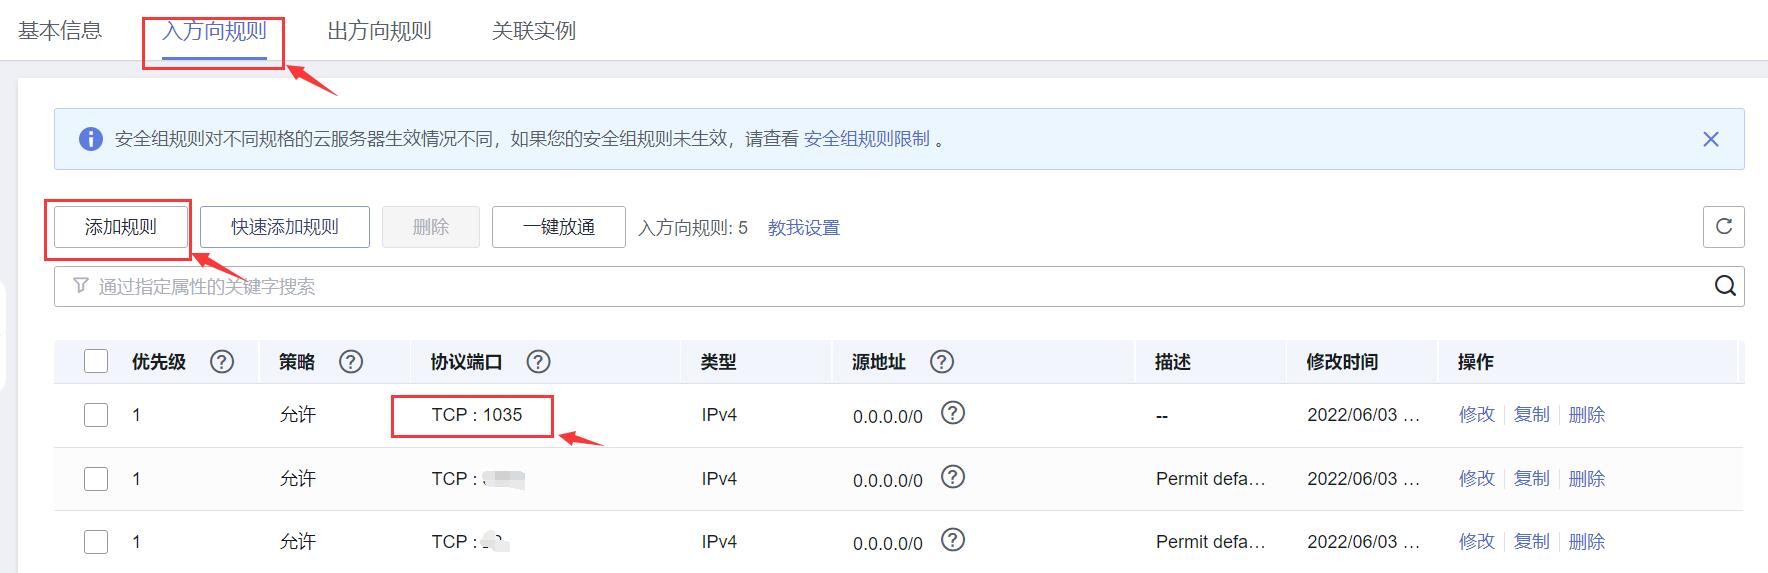 基本信息 入方向规则 出方向规则 关联实例
安全组规则对不同规格的云服务器生效情况不同，如果您的安全组规则未生效，请查看 安全组规则限制 。
添加规则 快速添加规则 删除 一键放通 入方向规则: 5 教我设置
通过指定属性的关键字搜索
优先级 策略 协议端口 类型 源地址 描述 修改时间 操作
1 允许 TCP : 1035 IPv4 0.0.0.0/0 -- 2022/06/03 ... 修改 复制 删除
1 允许 TCP : IPv4 0.0.0.0/0 Permit defa... 2022/06/03 ... 修改 复制 删除
1 允许 TCP : IPv4 0.0.0.0/0 Permit defa... 2022/06/03 ... 修改 复制 删除